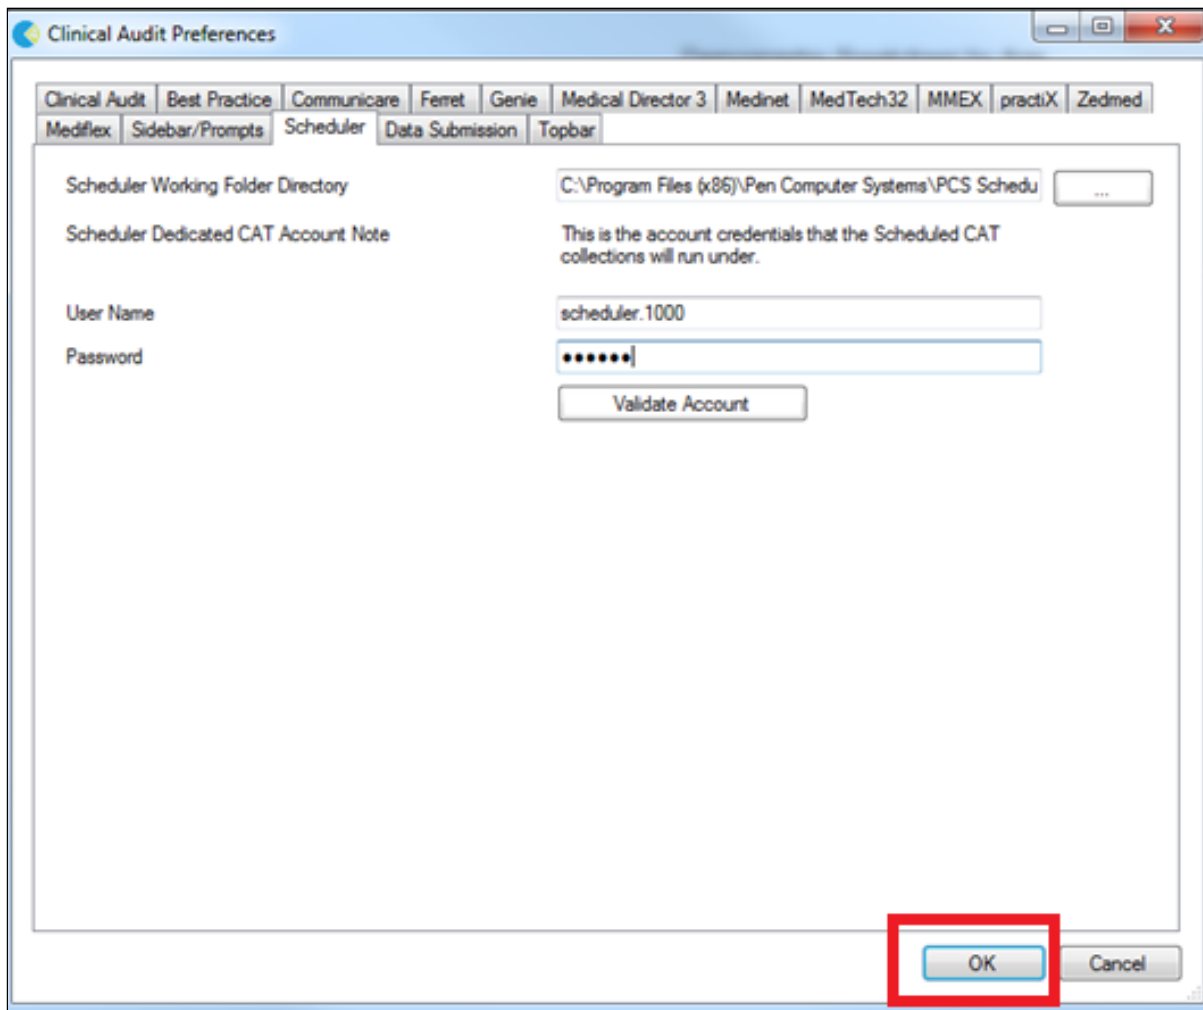 Clinical Audit Preferences
Clinical Audit Best Practice Communicare Ferret Genie Medical Director 3 Medinet MedTech32 MMEX practiX Zedmed
Mediflex Sidebar/Prompts Scheduler Data Submission Topbar
Scheduler Working Folder Directory C:\Program Files (x86)\Pen Computer Systems\PCS Schedu ...
Scheduler Dedicated CAT Account Note This is the account credentials that the Scheduled CAT
collections will run under.
User Name scheduler.1000
Password ●●●●●●
Validate Account
OK Cancel